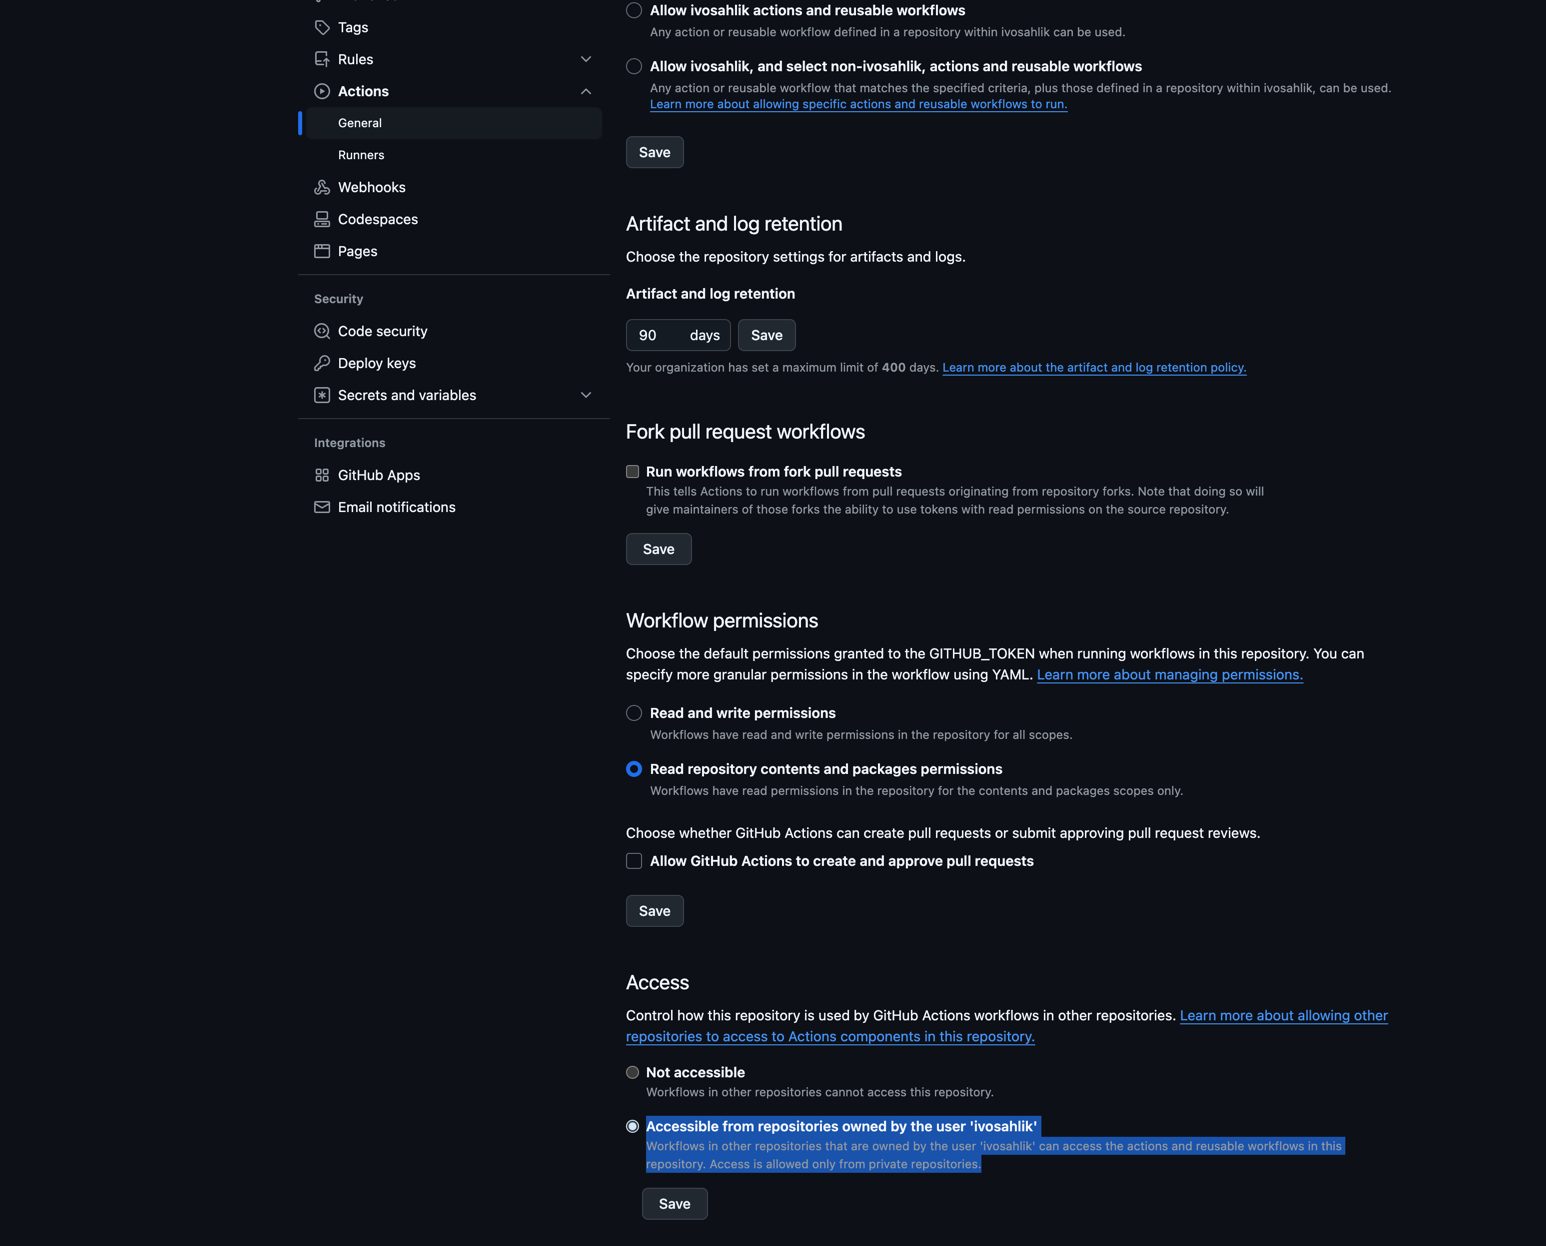 Tags
Rules
Actions
General
Runners
Webhooks
Codespaces
Pages
Security
Code security
Deploy keys
Secrets and variables
Integrations
GitHub Apps
Email notifications
Allow ivosahlik actions and reusable workflows
Any action or reusable workflow defined in a repository within ivosahlik can be used.
Allow ivosahlik, and select non-ivosahlik, actions and reusable workflows
Any action or reusable workflow that matches the specified criteria, plus those defined in a repository within ivosahlik, can be used.
Learn more about allowing specific actions and reusable workflows to run.
Save
Artifact and log retention
Choose the repository settings for artifacts and logs.
Artifact and log retention
90 days Save
Your organization has set a maximum limit of 400 days. Learn more about the artifact and log retention policy.
Fork pull request workflows
Run workflows from fork pull requests
This tells Actions to run workflows from pull requests originating from repository forks. Note that doing so will
give maintainers of those forks the ability to use tokens with read permissions on the source repository.
Save
Workflow permissions
Choose the default permissions granted to the GITHUB_TOKEN when running workflows in this repository. You can
specify more granular permissions in the workflow using YAML. Learn more about managing permissions.
Read and write permissions
Workflows have read and write permissions in the repository for all scopes.
Read repository contents and packages permissions
Workflows have read permissions in the repository for the contents and packages scopes only.
Choose whether GitHub Actions can create pull requests or submit approving pull request reviews.
Allow GitHub Actions to create and approve pull requests
Save
Access
Control how this repository is used by GitHub Actions workflows in other repositories. Learn more about allowing other
repositories to access to Actions components in this repository.
Not accessible
Workflows in other repositories cannot access this repository.
Accessible from repositories owned by the user 'ivosahlik'
Workflows in other repositories that are owned by the user 'ivosahlik' can access the actions and reusable workflows in this
repository. Access is allowed only from private repositories.
Save